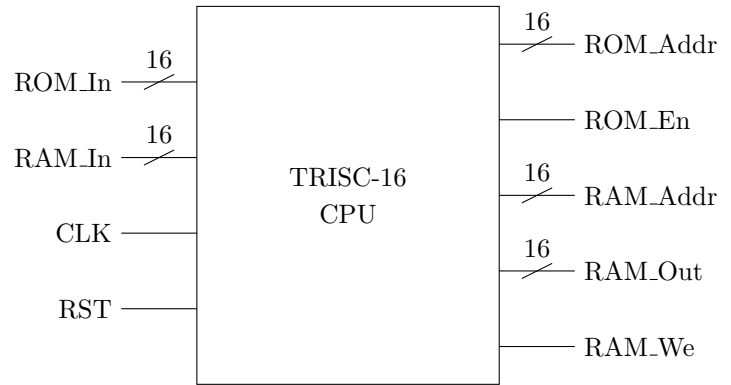 16
ROM_In
16
RAM_In
CLK
RST
TRISC-16
CPU
16
ROM_Addr
ROM_En
16
RAM_Addr
16
RAM_Out
RAM_We